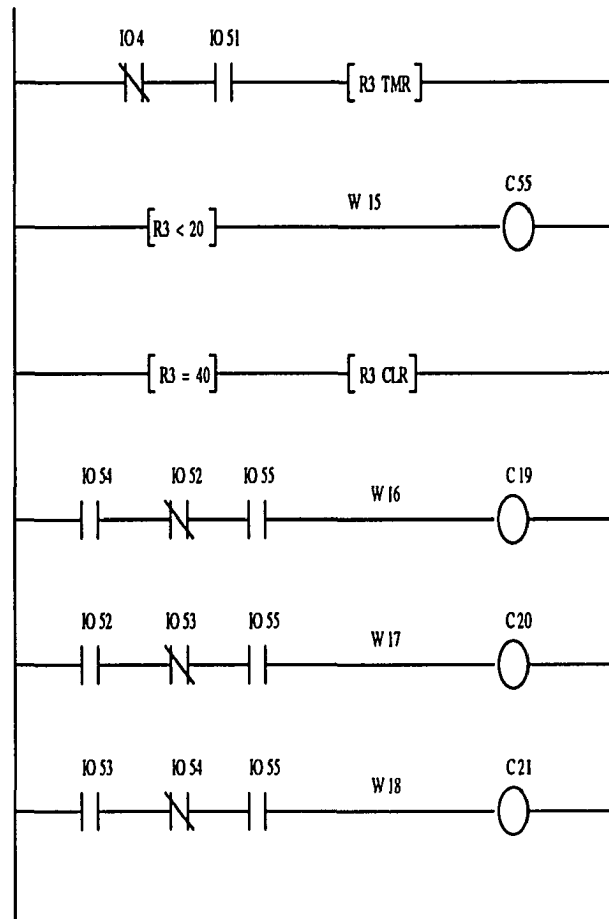 IO 4 IO 51
R3 TMR
C 55
W 15
R3 < 20
R3 = 40 R3 CLR
IO 54 IO 52 IO 55 C 19
W 16
IO 52 IO 53 IO 55 C 20
W 17
IO 53 IO 54 IO 55 C 21
W 18